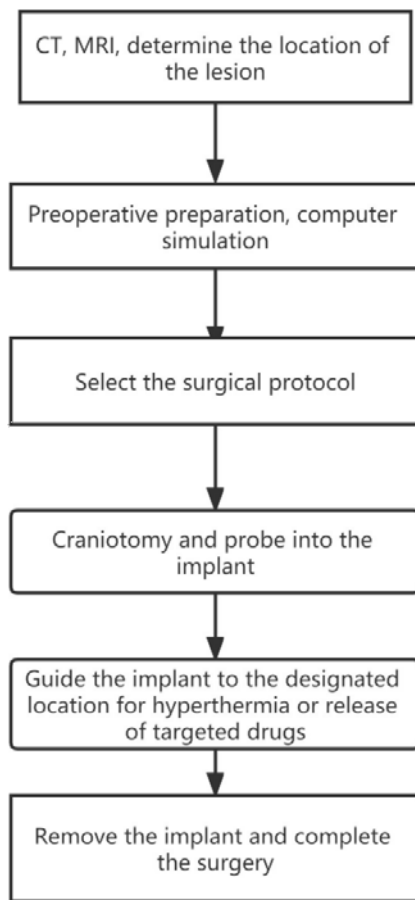 CT, MRI, determine the location of
the lesion
Preoperative preparation, computer
simulation
Select the surgical protocol
Craniotomy and probe into the
implant
Guide the implant to the designated
location for hyperthermia or release
of targeted drugs
Remove the implant and complete
the surgery